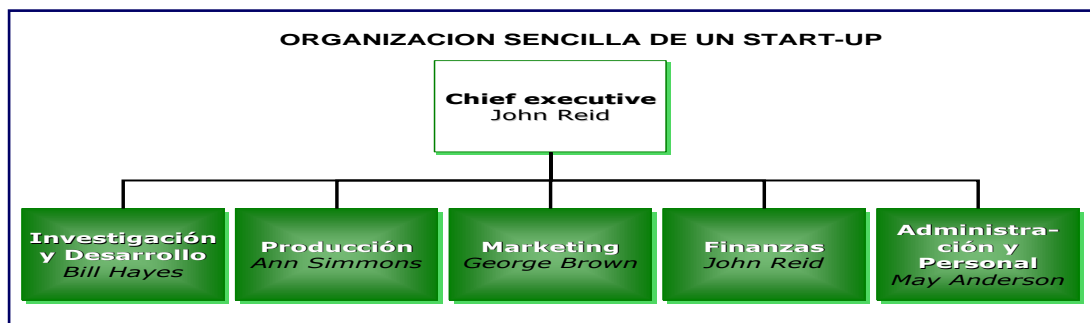 ORGANIZACION SENCILLA DE UN START-UP
Chief executive
John Reid
Investigación
y Desarrollo
Bill Hayes
Producción
Ann Simmons
Marketing
George Brown
Finanzas
John Reid
Administra-
ción y
Personal
May Anderson